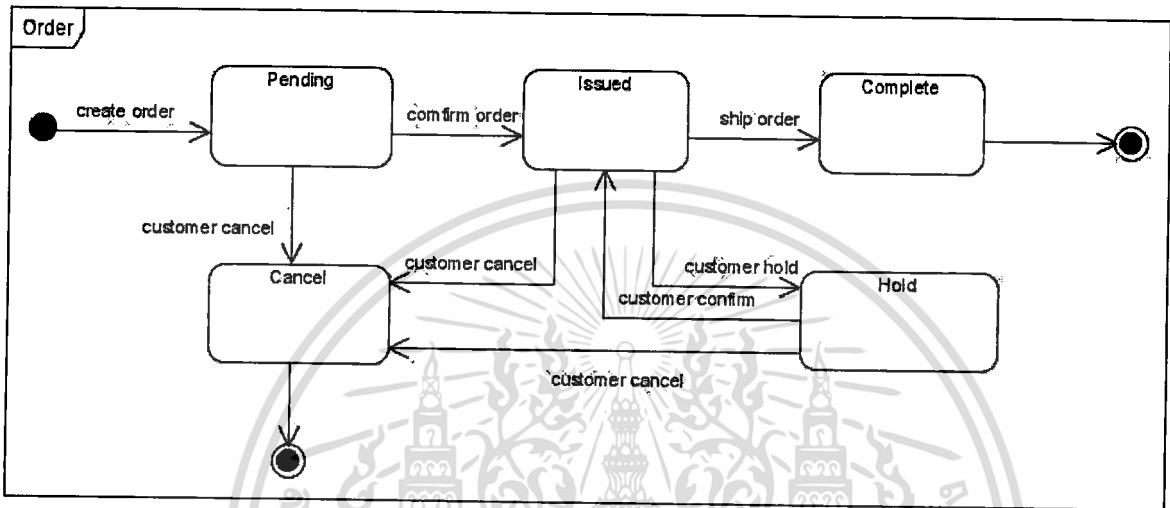 Order
Pending
Issued
Complete
create order
comfirm order
ship order
customer cancel
Cancel
customer cancel
customer hold
Hold
customer confirm
customer cancel